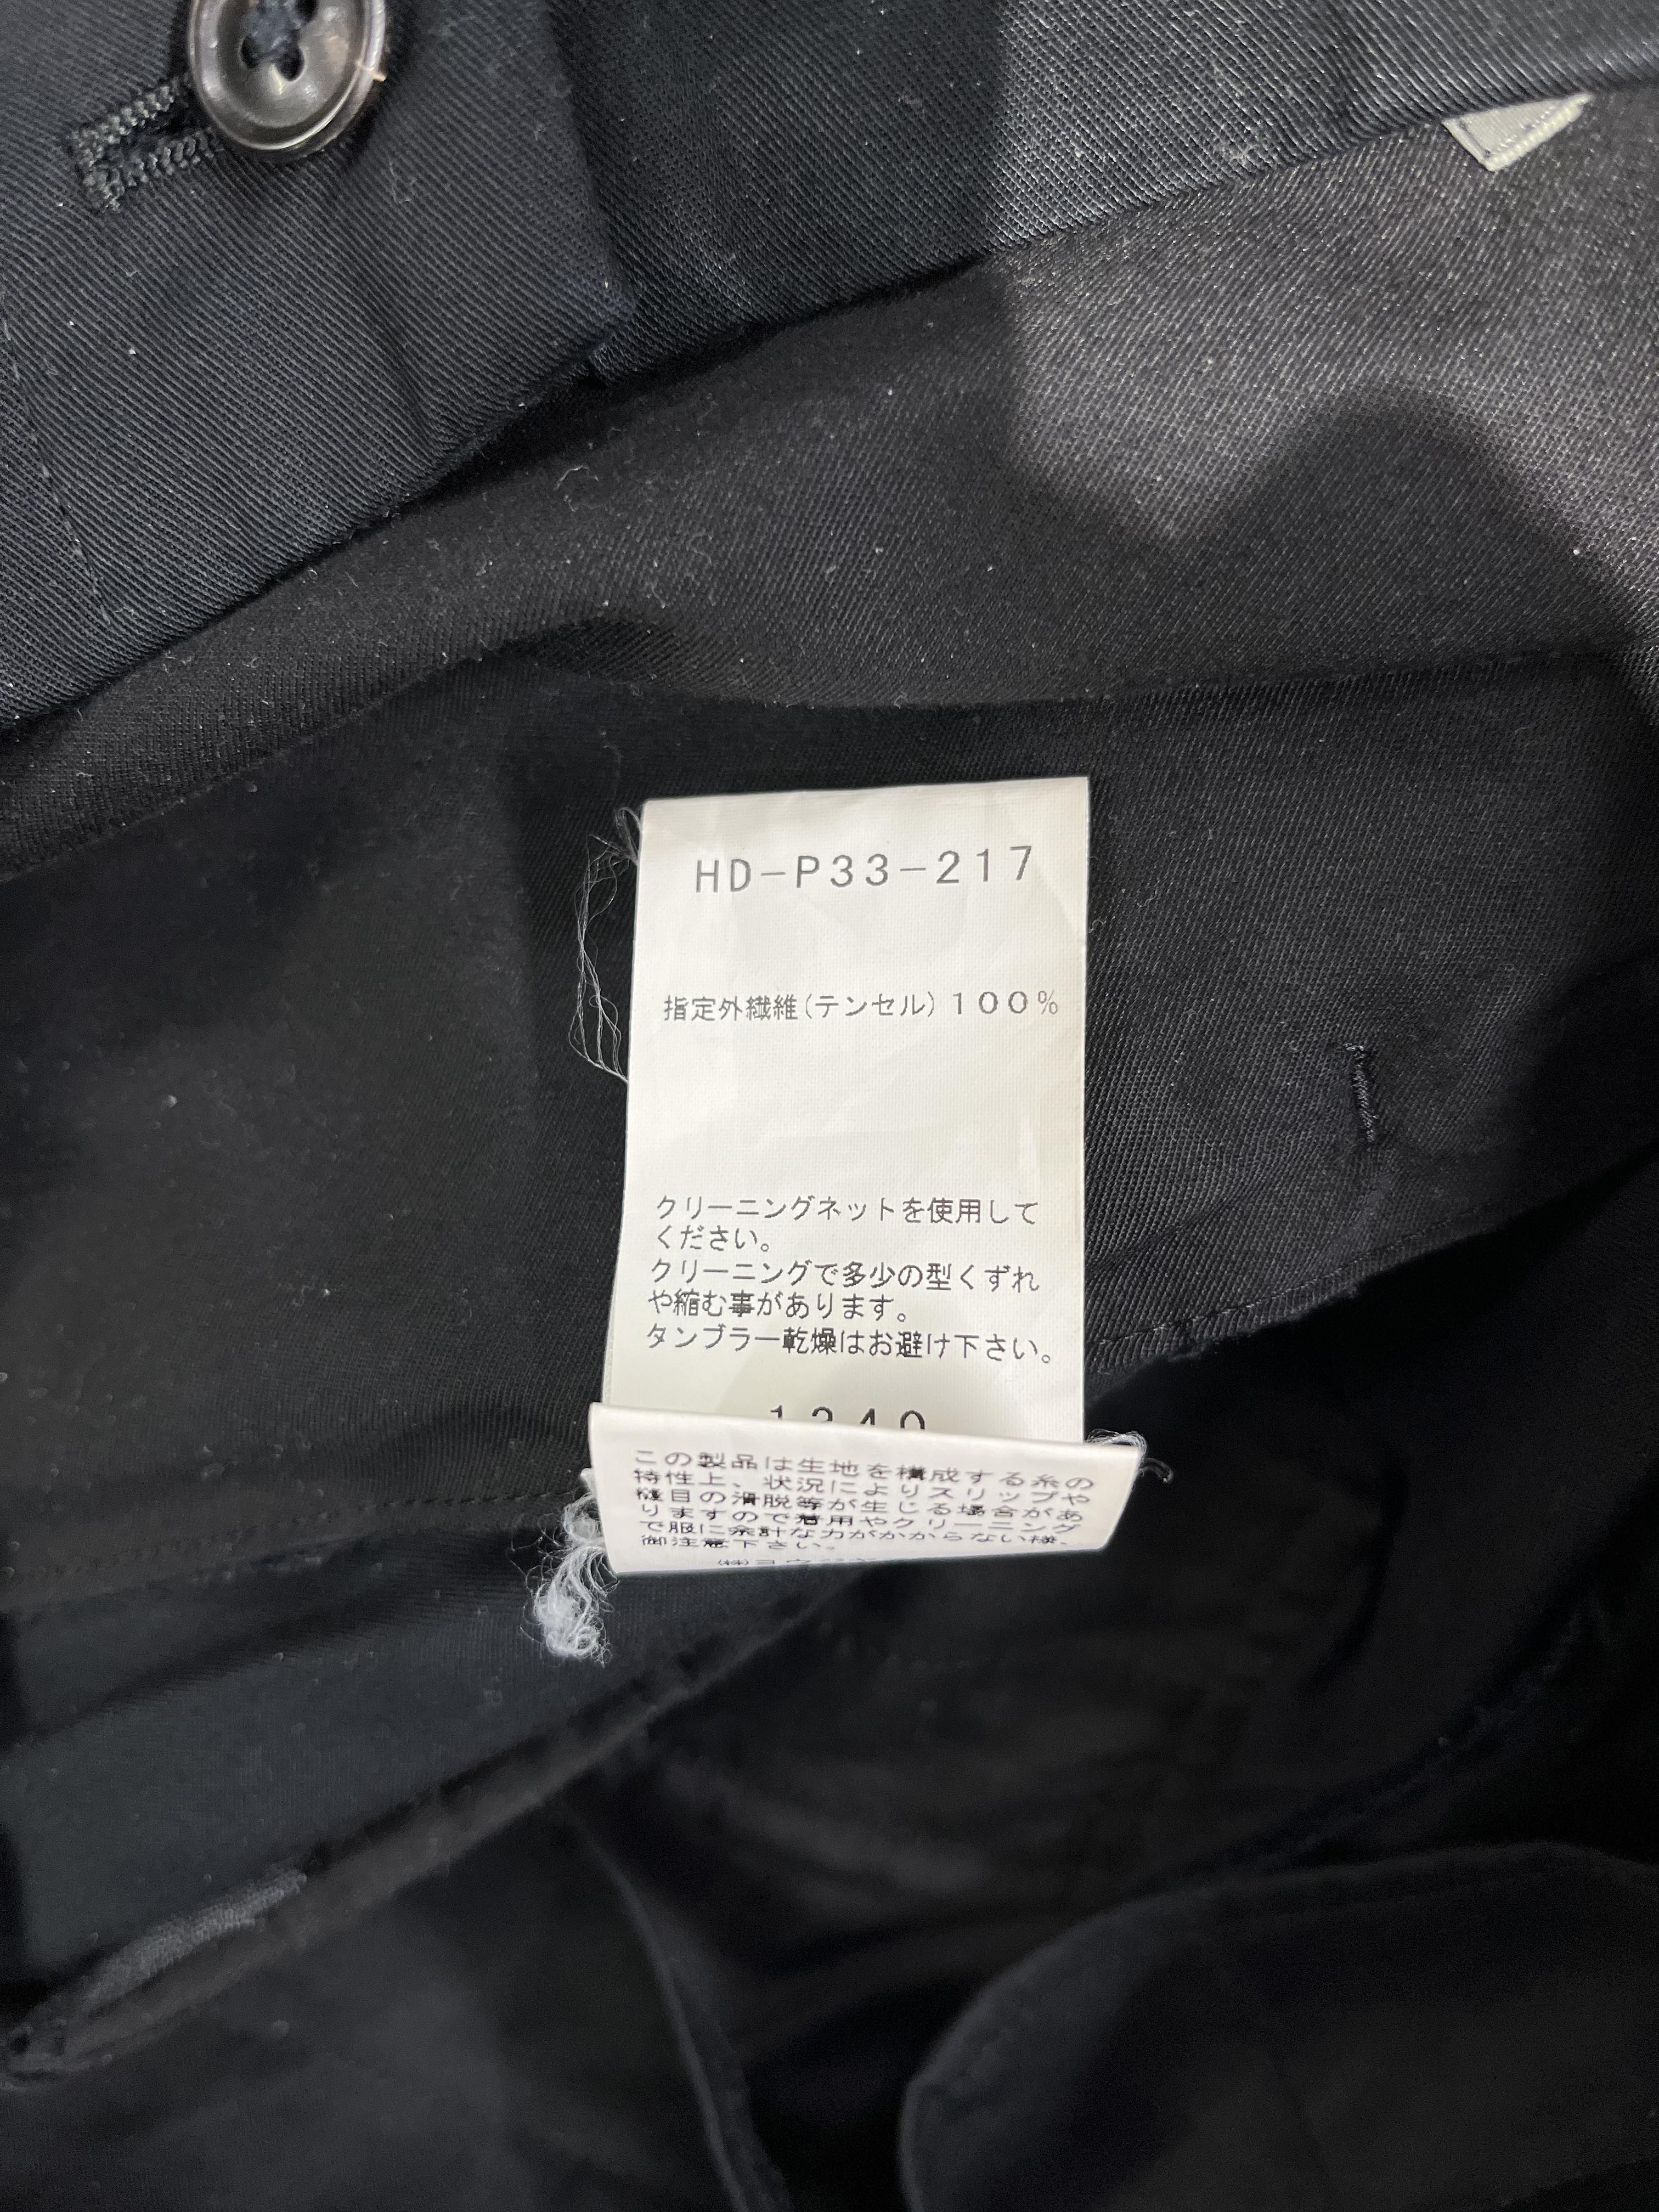 HD-P33-217
指定外繊維(テンセル)100%
クリーニングネットを使用して
ください。
クリーニングで多少の型くずれ
や縮む事があります。
タンブラー乾燥はお避け下さい。
1340
この製品は生地を構成する糸の
特性上、状況によりスリップや
縫目の滑脱等が生じる場合があ
りますので着用やクリーニング
で服に余計な力がかからない様、
御注意下さい。